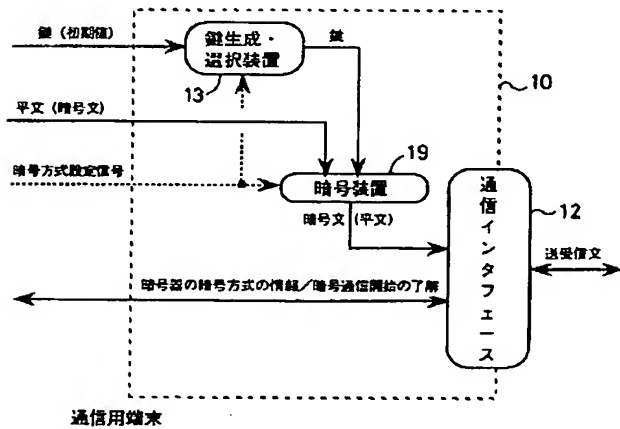 鍵(初期値)
鍵生成・
選択装置
13
鍵
10
平文(暗号文)
19
暗号方式設定信号
暗号装置
暗号文(平文)
通信インタフェース
12
送受信文
暗号器の暗号方式の情報/暗号通信開始の了解
通信用端末